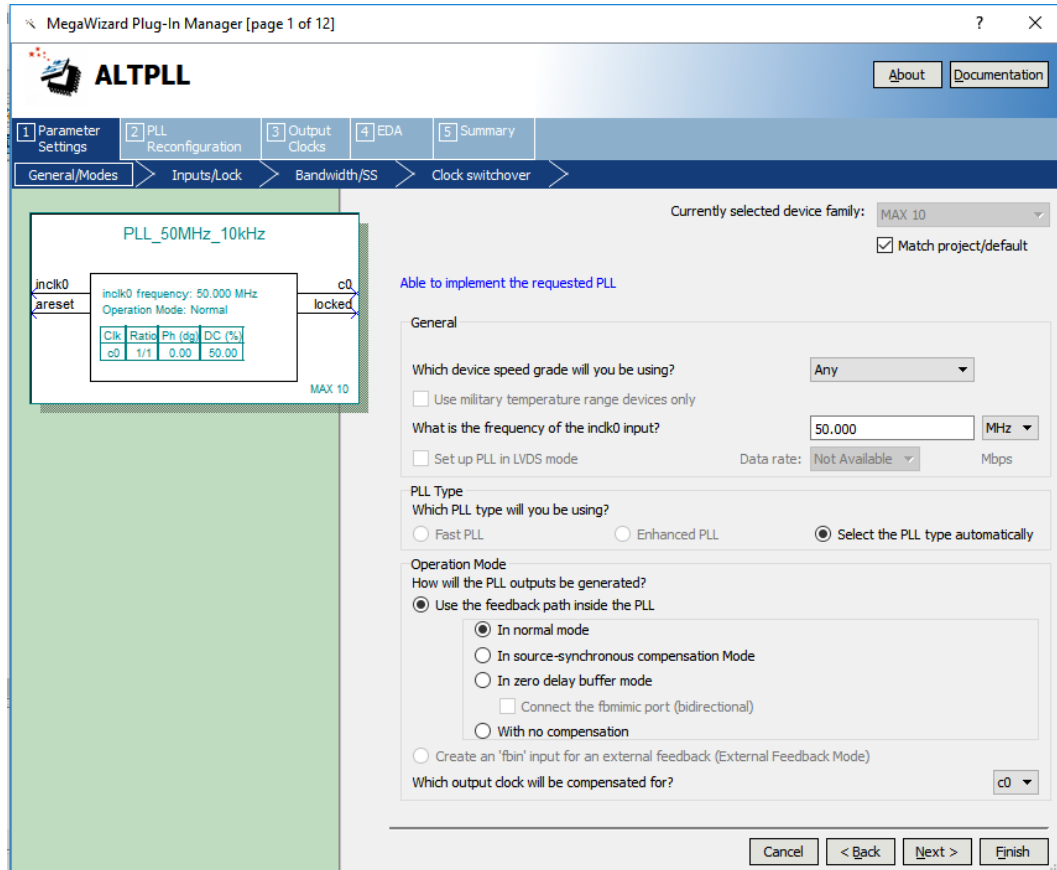 MegaWizard Plug-In Manager [page 1 of 12]
? ×
ALTPLL
About Documentation
1 Parameter Settings
2 PLL Reconfiguration
3 Output Clocks
4 EDA
5 Summary
General/Modes Inputs/Lock Bandwidth/SS Clock switchover
Currently selected device family: MAX 10
Match project/default
PLL_50MHz_10kHz
inclk0
areset
inclk0 frequency: 50.000 MHz
Operation Mode: Normal
Clk Ratio Ph (dg) DC (%)
c0 1/1 0.00 50.00
c0
locked
MAX 10
Able to implement the requested PLL
General
Which device speed grade will you be using? Any
Use military temperature range devices only
What is the frequency of the inclk0 input? 50.000 MHz
Set up PLL in LVDS mode Data rate: Not Available Mbps
PLL Type
Which PLL type will you be using?
Fast PLL Enhanced PLL Select the PLL type automatically
Operation Mode
How will the PLL outputs be generated?
Use the feedback path inside the PLL
In normal mode
In source-synchronous compensation Mode
In zero delay buffer mode
Connect the fbmimic port (bidirectional)
With no compensation
Create an 'fbin' input for an external feedback (External Feedback Mode)
Which output clock will be compensated for? c0
Cancel < Back Next > Finish